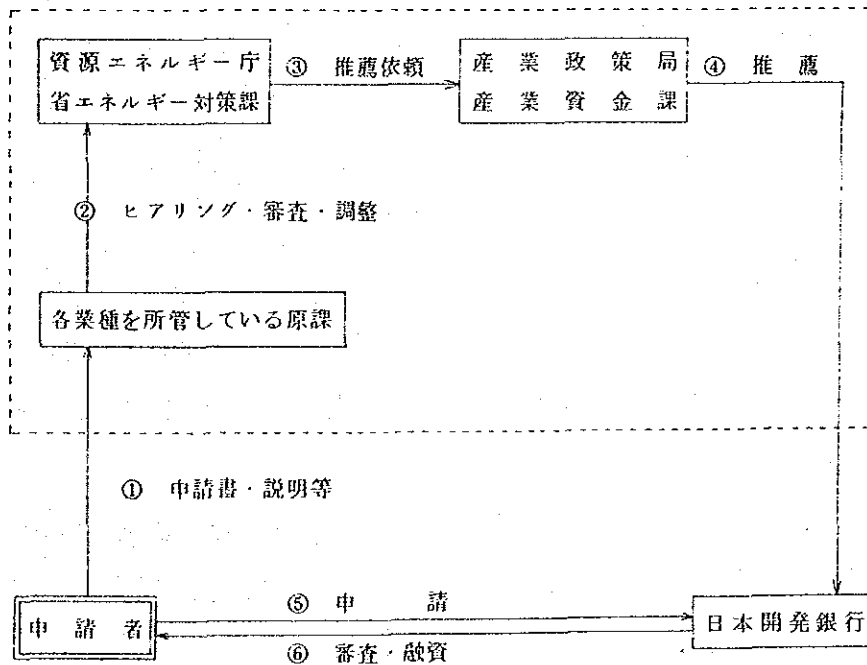 資源エネルギー庁
省エネルギー対策課
③ 推薦依頼
産業政策局
産業資金課
④ 推薦
② ヒアリング・審査・調整
各業種を所管している原課
① 申請書・説明等
申請者
⑤ 申請
⑥ 審査・融資
日本開発銀行